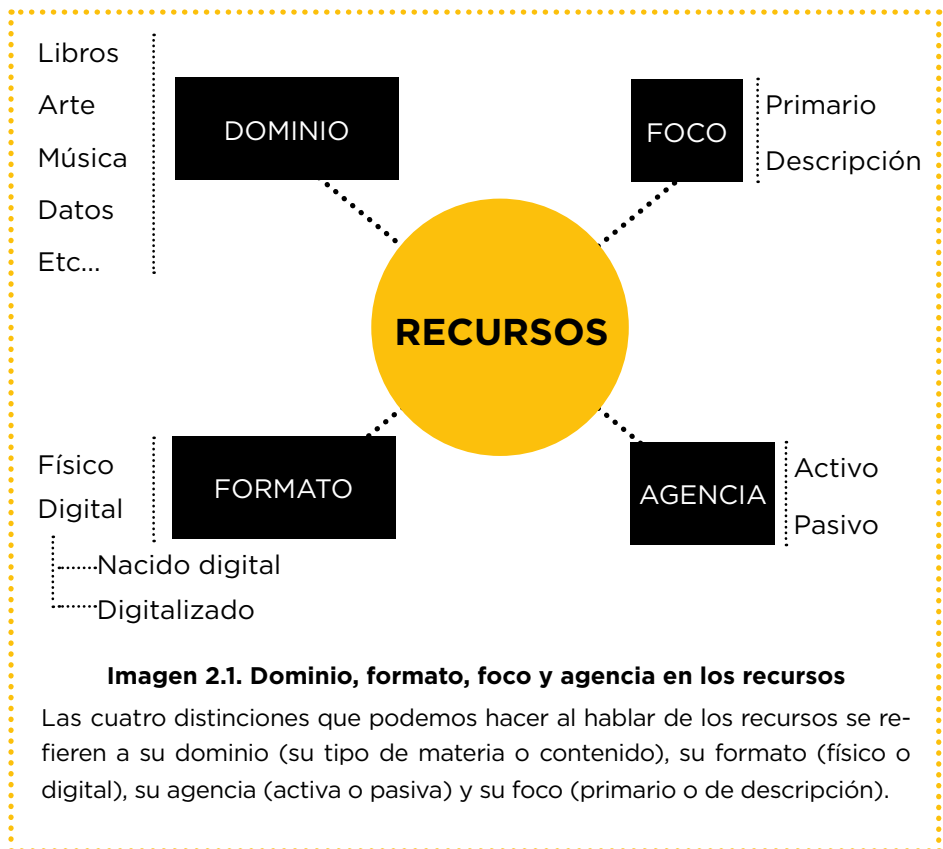 Libros
Arte
Música
Datos
Etc...
DOMINIO
FOCO
Primario
Descripción
RECURSOS
Físico
Digital
Nacido digital
Digitalizado
FORMATO
AGENCIA
Activo
Pasivo
Imagen 2.1. Dominio, formato, foco y agencia en los recursos
Las cuatro distinciones que podemos hacer al hablar de los recursos se re-
fieren a su dominio (su tipo de materia o contenido), su formato (físico o
digital), su agencia (activa o pasiva) y su foco (primario o de descripción).